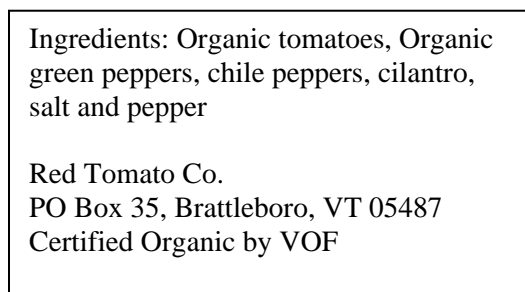 Ingredients: Organic tomatoes, Organic
green peppers, chile peppers, cilantro,
salt and pepper
Red Tomato Co.
PO Box 35, Brattleboro, VT 05487
Certified Organic by VOF